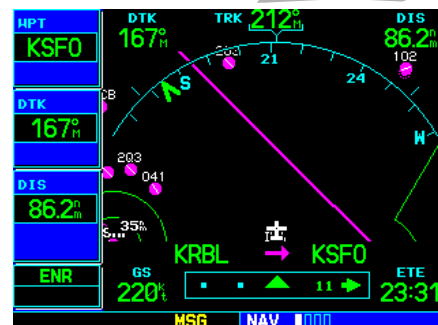 WPT
KSFO
DTK
167°M
DIS
86.2nm
ENR
DTK
167°M
TRK 212°M
DIS
86.2nm
21
24
S
W
102
CB
203
041
35
KRBL → KSFO
GS
220kt
11
ETE
23:31
MSG
NAV